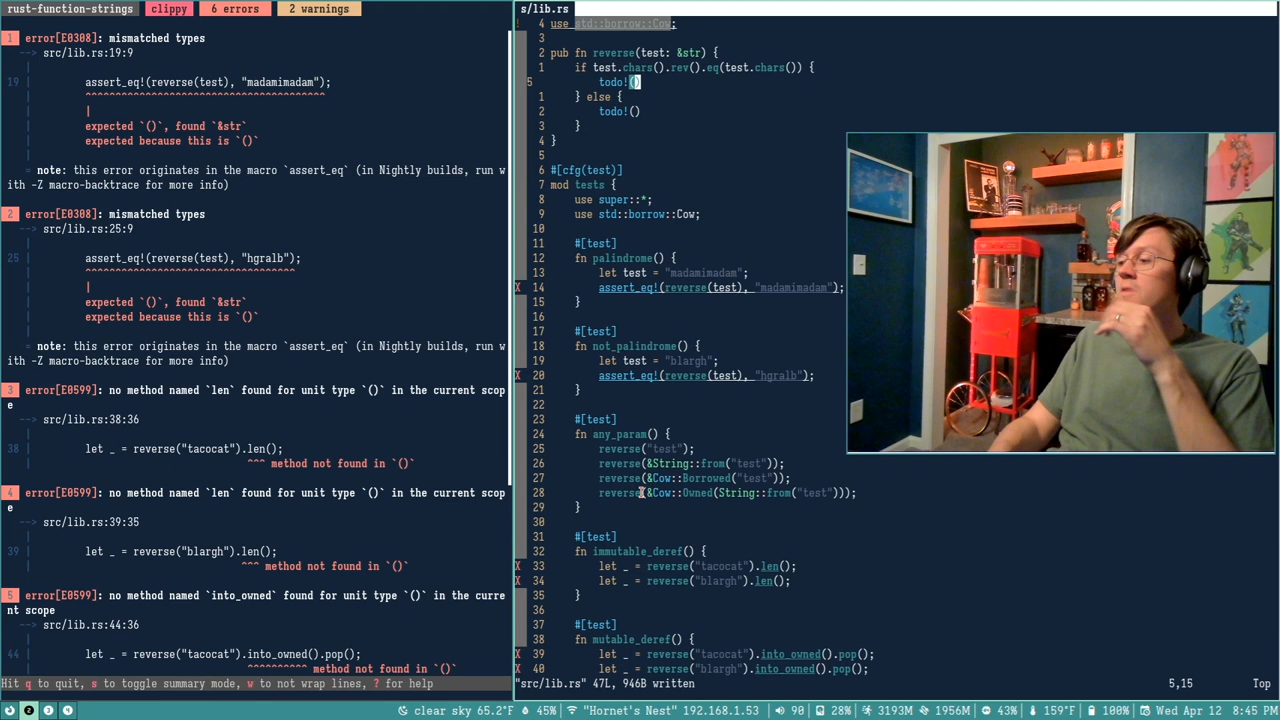 rust-function-strings clippy 6 errors 2 warnings
1 error[E0308]: mismatched types
--> src/lib.rs:19:9
|
19 | assert_eq!(reverse(test), "madamimadam");
| ^^^^^^^^^^^^^^^^^^^^^^^^^^^^^^^^^^^^^^^^
| |
| expected `()`, found `&str`
| expected because this is `()`
|
= note: this error originates in the macro `assert_eq` (in Nightly builds, run w
ith -Z macro-backtrace for more info)
2 error[E0308]: mismatched types
--> src/lib.rs:25:9
|
25 | assert_eq!(reverse(test), "hgralb");
| ^^^^^^^^^^^^^^^^^^^^^^^^^^^^^^^^^^^
| |
| expected `()`, found `&str`
| expected because this is `()`
|
= note: this error originates in the macro `assert_eq` (in Nightly builds, run w
ith -Z macro-backtrace for more info)
3 error[E0599]: no method named `len` found for unit type `()` in the current scop
e
--> src/lib.rs:38:36
|
38 | let _ = reverse("tacocat").len();
| ^^^ method not found in `()`
4 error[E0599]: no method named `len` found for unit type `()` in the current scop
e
--> src/lib.rs:39:35
|
39 | let _ = reverse("blargh").len();
| ^^^ method not found in `()`
5 error[E0599]: no method named `into_owned` found for unit type `()` in the curre
nt scope
--> src/lib.rs:44:36
|
44 | let _ = reverse("tacocat").into_owned().pop();
| ^^^^^^^^^^ method not found in `()`
Hit q to quit, s to toggle summary mode, w to not wrap lines, ? for help
s/lib.rs
! 4 use std::borrow::Cow;
3
2 pub fn reverse(test: &str) {
1 if test.chars().rev().eq(test.chars()) {
5 todo!()
1 } else {
2 todo!()
3 }
4 }
5
6 #[cfg(test)]
7 mod tests {
8 use super::*;
9 use std::borrow::Cow;
10
11 #[test]
12 fn palindrome() {
13 let test = "madamimadam";
X 14 assert_eq!(reverse(test), "madamimadam");
15 }
16
17 #[test]
18 fn not_palindrome() {
19 let test = "blargh";
X 20 assert_eq!(reverse(test), "hgralb");
21 }
22
23 #[test]
24 fn any_param() {
25 reverse("test");
26 reverse(&String::from("test"));
27 reverse(&Cow::Borrowed("test"));
28 reverse(&Cow::Owned(String::from("test")));
29 }
30
31 #[test]
32 fn immutable_deref() {
X 33 let _ = reverse("tacocat").len();
X 34 let _ = reverse("blargh").len();
35 }
36
37 #[test]
38 fn mutable_deref() {
X 39 let _ = reverse("tacocat").into_owned().pop();
X 40 let _ = reverse("blargh").into_owned().pop();
"src/lib.rs" 47L, 946B written 5,15 Top
2 3 4 clear sky 65.2°F 45% "Hornet's Nest" 192.168.1.53 90 28% 3193M 1956M 43% 159°F 100% Wed, Apr 12 8:45 PM